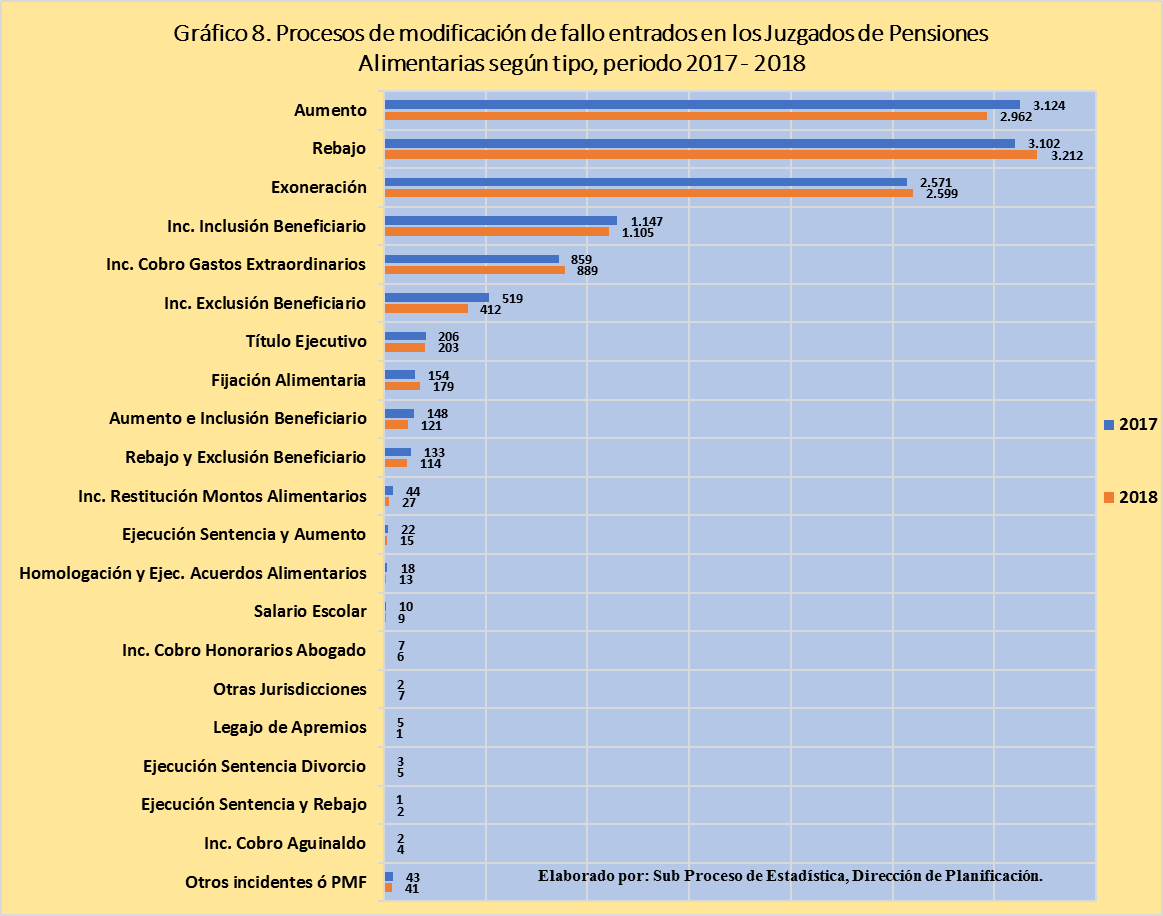 Gráfico 8. Procesos de modificación de fallo entrados en los Juzgados de Pensiones
Alimentarias según tipo, periodo 2017 - 2018
Aumento
3.124
2.962
Rebajo
3.102
3.212
Exoneración
2.571
2.599
Inc. Inclusión Beneficiario
1.147
1.105
Inc. Cobro Gastos Extraordinarios
859
889
Inc. Exclusión Beneficiario
519
412
Título Ejecutivo
206
203
Fijación Alimentaria
154
179
Aumento e Inclusión Beneficiario
148
121
Rebajo y Exclusión Beneficiario
133
114
Inc. Restitución Montos Alimentarios
44
27
Ejecución Sentencia y Aumento
22
15
Homologación y Ejec. Acuerdos Alimentarios
18
13
Salario Escolar
10
9
Inc. Cobro Honorarios Abogado
7
6
Otras Jurisdicciones
2
7
Legajo de Apremios
5
1
Ejecución Sentencia Divorcio
3
5
Ejecución Sentencia y Rebajo
1
2
Inc. Cobro Aguinaldo
2
4
Otros incidentes ó PMF
43
41
2017
2018
Elaborado por: Sub Proceso de Estadística, Dirección de Planificación.